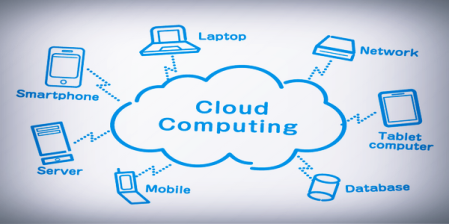 Laptop
Network
Smartphone
Cloud
Computing
Tablet
computer
Server
Mobile
Database